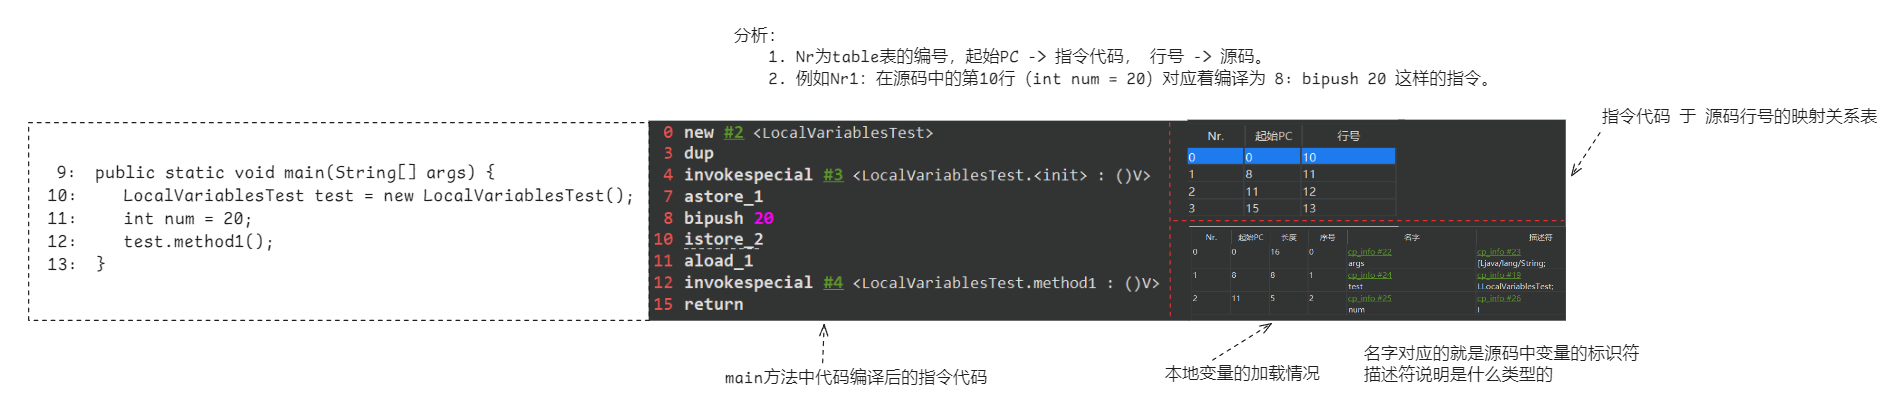 分析：
1. Nr为table表的编号，起始PC -> 指令代码， 行号 -> 源码。
2. 例如Nr1：在源码中的第10行（int num = 20）对应着编译为 8：bipush 20 这样的指令。
指令代码 于 源码行号的映射关系表
9: public static void main(String[] args) {
10: LocalVariablesTest test = new LocalVariablesTest();
11: int num = 20;
12: test.method1();
13: }
0 new #2 <LocalVariablesTest>
3 dup
4 invokespecial #3 <LocalVariablesTest.<init> : ()V>
7 astore_1
8 bipush 20
10 istore_2
11 aload_1
12 invokespecial #4 <LocalVariablesTest.method1 : ()V>
15 return
Nr. 起始PC 行号
0 0 10
1 8 11
2 11 12
3 15 13
Nr. 起始PC 长度 序号 名字 描述符
0 0 16 0 cp_info #22 cp_info #23
args [Ljava/lang/String;
1 8 8 1 cp_info #24 cp_info #19
test LLocalVariablesTest;
2 11 5 2 cp_info #25 cp_info #26
num I
main方法中代码编译后的指令代码
本地变量的加载情况
名字对应的就是源码中变量的标识符
描述符说明是什么类型的